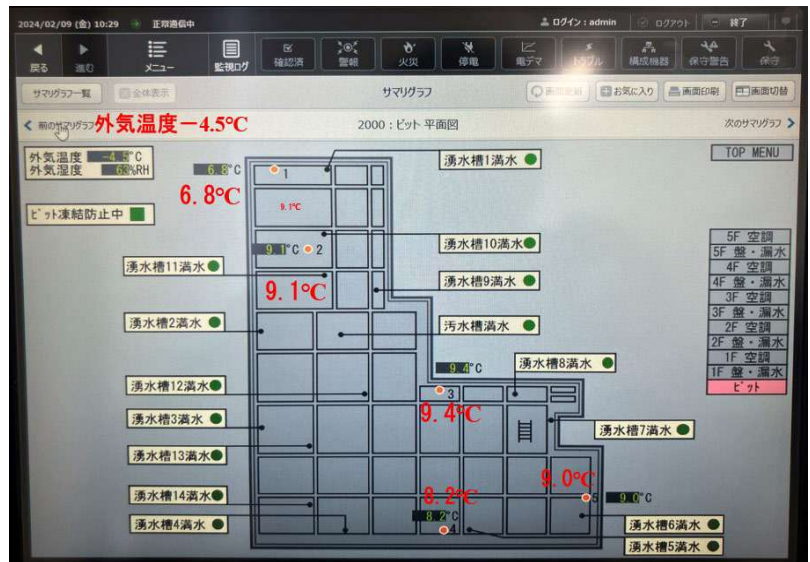 2024/02/09 (金) 10:29 正常通信中 ログイン : admin ログアウト 終了
戻る 進む メニュー 監視ログ 確認済 警報 火災 停電 電デマ トラブル 構成機器 保守警告 保守
サマリグラフ一覧 全体表示 サマリグラフ 画面更新 お気に入り 画面印刷 画面切替
前のサマリグラフ 外気温度－4.5℃ 2000 : ピット 平面図 次のサマリグラフ
外気温度 -4.5℃
外気湿度 63%RH
6.8℃
1
湧水槽1満水
TOP MENU
6.8℃
9.1℃
ピット凍結防止中
9.1℃
2
湧水槽10満水
湧水槽11満水
9.1℃
湧水槽9満水
湧水槽2満水
汚水槽満水
5F 空調
5F 盤・漏水
4F 空調
4F 盤・漏水
3F 空調
3F 盤・漏水
2F 空調
2F 盤・漏水
1F 空調
1F 盤・漏水
ピット
9.4℃
湧水槽8満水
湧水槽12満水
3
9.4℃
湧水槽3満水
湧水槽7満水
湧水槽13満水
9.0℃
湧水槽14満水
8.2℃
5
9.0℃
8.2℃
4
湧水槽4満水
湧水槽6満水
湧水槽5満水